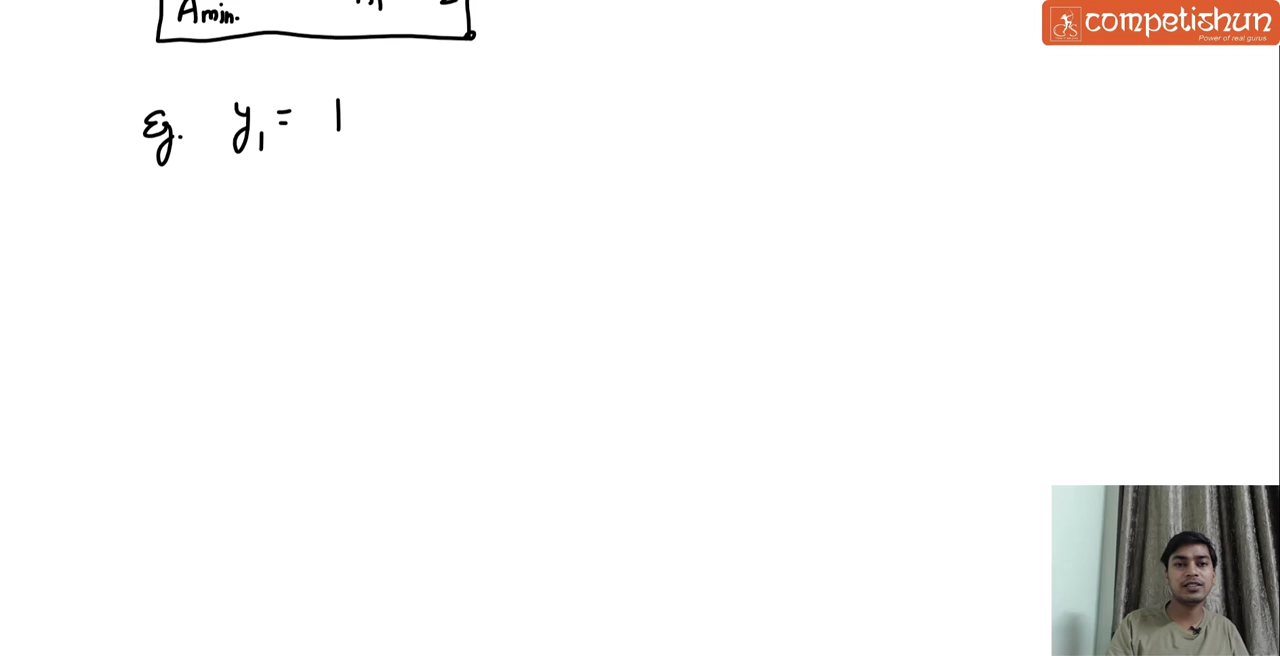 competishun
Power of real gurus
Amin.
Eg. y₁ = 1